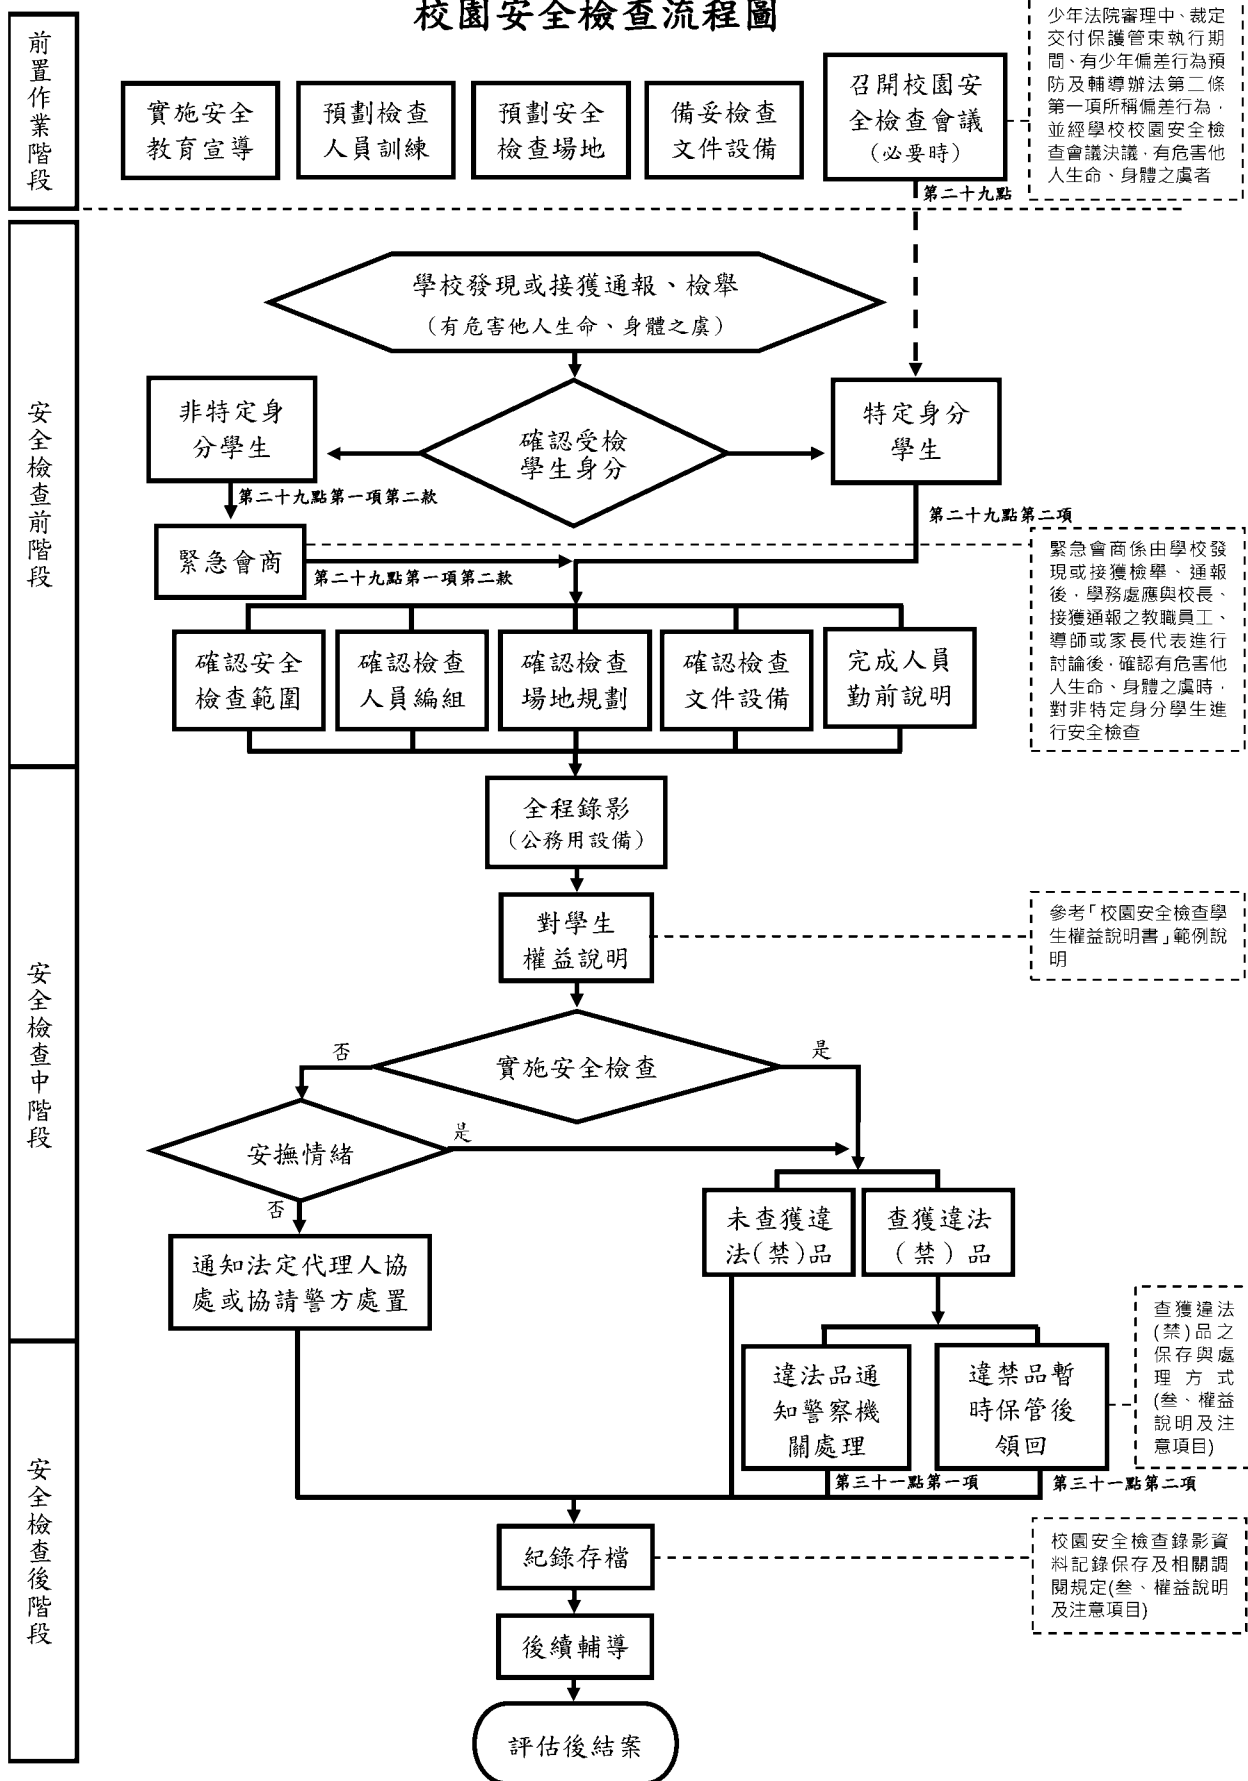 校園安全檢查流程圖
前置作業階段
實施安全
教育宣導
預劃檢查
人員訓練
預劃安全
檢查場地
備妥檢查
文件設備
召開校園安
全檢查會議
(必要時)
少年法院審理中、裁定
交付保護管束執行期
間、有少年偏差行為預
防及輔導辦法第二條
第一項所稱偏差行為,
並經學校校園安全檢
查會議決議,有危害他
人生命、身體之虞者
第二十九點
安全檢查前階段
學校發現或接獲通報、檢舉
(有危害他人生命、身體之虞)
非特定身
分學生
確認受檢
學生身分
特定身分
學生
第二十九點第一項第二款
第二十九點第二項
緊急會商
第二十九點第一項第二款
緊急會商係由學校發
現或接獲檢舉、通報
後,學務處應與校長、
接獲通報之教職員工、
導師或家長代表進行
討論後,確認有危害他
人生命、身體之虞時,
對非特定身分學生進
行安全檢查
確認安全
檢查範圍
確認檢查
人員編組
確認檢查
場地規劃
確認檢查
文件設備
完成人員
勤前說明
安全檢查中階段
全程錄影
(公務用設備)
對學生
權益說明
參考「校園安全檢查學
生權益說明書」範例說
明
實施安全檢查
否
是
安撫情緒
是
否
通知法定代理人協
處或協請警方處置
未查獲違
法(禁)品
查獲違法
(禁)品
安全檢查後階段
違法品通
知警察機
關處理
違禁品暫
時保管後
領回
查獲違法
(禁)品之
保存與處
理方式
(叁、權益
說明及注
意項目)
第三十一點第一項
第三十一點第二項
紀錄存檔
校園安全檢查錄影資
料記錄保存及相關調
閱規定(叁、權益說明
及注意項目)
後續輔導
評估後結案